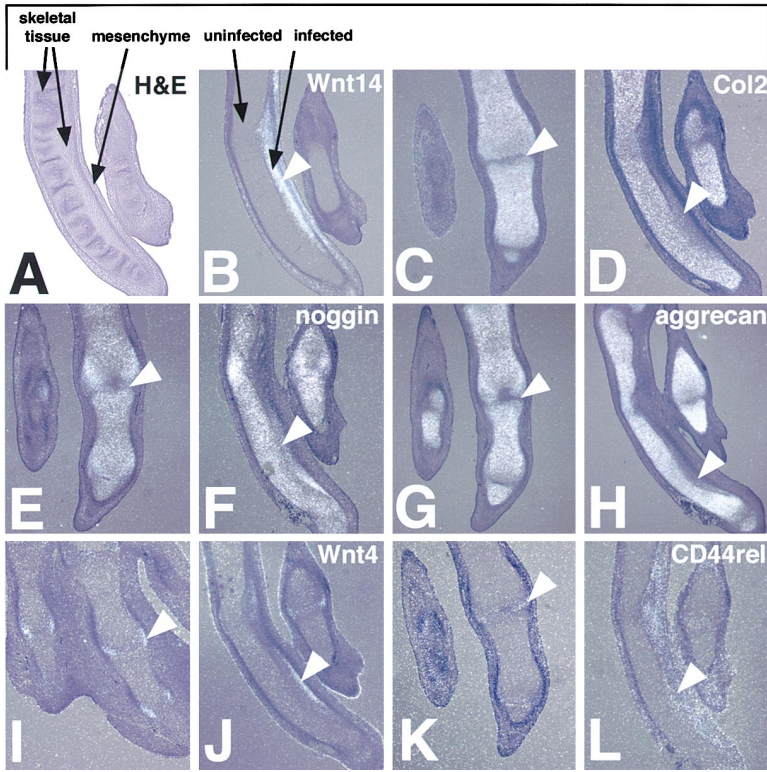 skeletal
tissue
mesenchyme
uninfected
infected
H&E
Wnt14
Col2
A
B
C
D
noggin
aggrecan
E
F
G
H
Wnt4
CD44rel
I
J
K
L